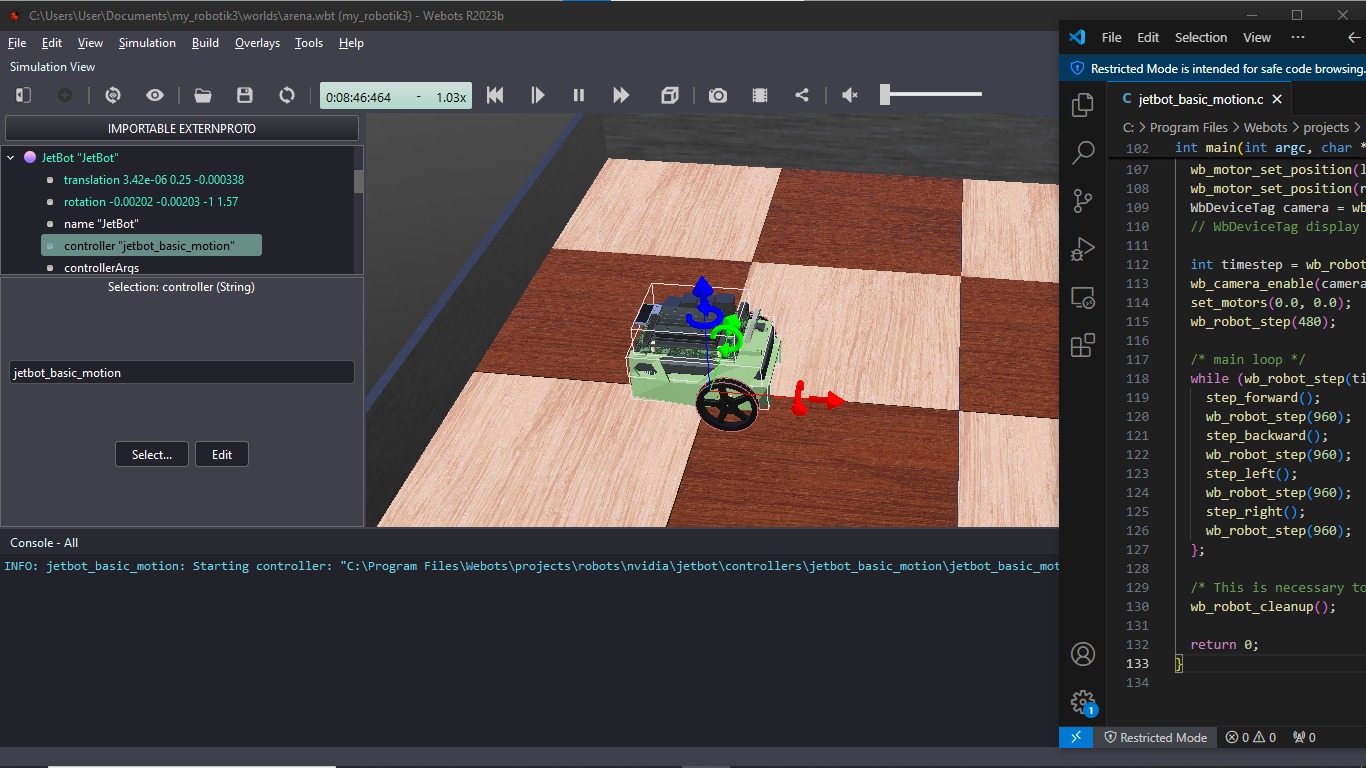 C:\Users\User\Documents\my_robotik3\worlds\arena.wbt (my_robotik3) - Webots R2023b
File Edit View Simulation Build Overlays Tools Help
Simulation View
0:08:46:464 - 1.03x
IMPORTABLE EXTERNPROTO
JetBot "JetBot"
translation 3.42e-06 0.25 -0.000338
rotation -0.00202 -0.00203 -1 1.57
name "JetBot"
controller "jetbot_basic_motion"
controllerArgs
Selection: controller (String)
jetbot_basic_motion
Select... Edit
Console - All
INFO: jetbot_basic_motion: Starting controller: "C:\Program Files\Webots\projects\robots\nvidia\jetbot\controllers\jetbot_basic_motion\jetbot_basic_mot
File Edit Selection View ...
Restricted Mode is intended for safe code browsing.
C jetbot_basic_motion.c
C: > Program Files > Webots > projects >
102 int main(int argc, char *
107 wb_motor_set_position(l
108 wb_motor_set_position(r
109 WbDeviceTag camera = wb
110 // WbDeviceTag display
111
112 int timestep = wb_robot
113 wb_camera_enable(camera
114 set_motors(0.0, 0.0);
115 wb_robot_step(480);
116
117 /* main loop */
118 while (wb_robot_step(ti
119 step_forward();
120 wb_robot_step(960);
121 step_backward();
122 wb_robot_step(960);
123 step_left();
124 wb_robot_step(960);
125 step_right();
126 wb_robot_step(960);
127 };
128
129 /* This is necessary to
130 wb_robot_cleanup();
131
132 return 0;
133 }
134
1
Restricted Mode 0 0 0